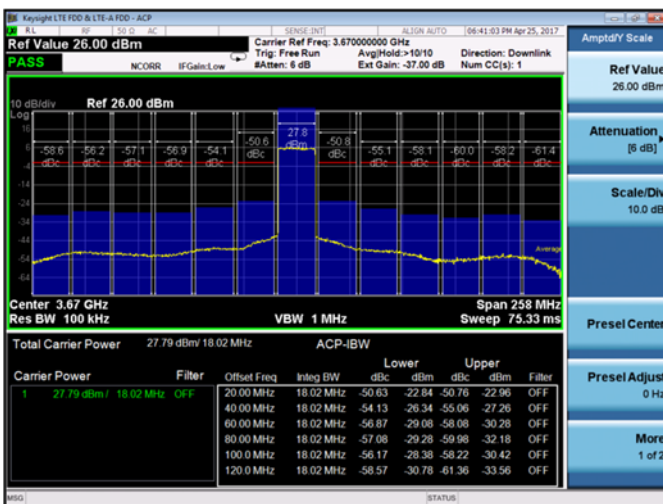 Keysight LTE FDD & LTE-A FDD - ACP
RL RF 50 Ω AC SENSE:INT ALIGN AUTO 06:41:03 PM Apr 25, 2017
Ref Value 26.00 dBm
Carrier Ref Freq: 3.670000000 GHz
Trig: Free Run Avg|Hold:>10/10 Direction: Downlink
PASS NCORR IFGain:Low #Atten: 6 dB Ext Gain: -37.00 dB Num CC(s): 1
10 dB/div Ref 26.00 dBm
Log
16
6
-4
-14
-24
-34
-44
-54
-64
-58.6 dBc
-56.2 dBc
-57.1 dBc
-56.9 dBc
-54.1 dBc
-50.6 dBc
27.8 dBm
-50.8 dBc
-55.1 dBc
-58.1 dBc
-60.0 dBc
-58.2 dBc
-61.4 dBc
Average
Center 3.67 GHz Span 258 MHz
Res BW 100 kHz VBW 1 MHz Sweep 75.33 ms
Total Carrier Power 27.79 dBm/ 18.02 MHz ACP-IBW
Lower Upper
Carrier Power Filter Offset Freq Integ BW dBc dBm dBc dBm Filter
1 27.79 dBm / 18.02 MHz OFF
20.00 MHz 18.02 MHz -50.63 -22.84 -50.76 -22.96 OFF
40.00 MHz 18.02 MHz -54.13 -26.34 -55.06 -27.26 OFF
60.00 MHz 18.02 MHz -56.87 -29.08 -58.08 -30.28 OFF
80.00 MHz 18.02 MHz -57.08 -29.28 -59.98 -32.18 OFF
100.0 MHz 18.02 MHz -56.17 -28.38 -58.22 -30.42 OFF
120.0 MHz 18.02 MHz -58.57 -30.78 -61.36 -33.56 OFF
MSG STATUS
Amptd/Y Scale
Ref Value
26.00 dBm
Attenuation
[6 dB]
Scale/Div
10.0 dB
Presel Center
Presel Adjust
0 Hz
More
1 of 2